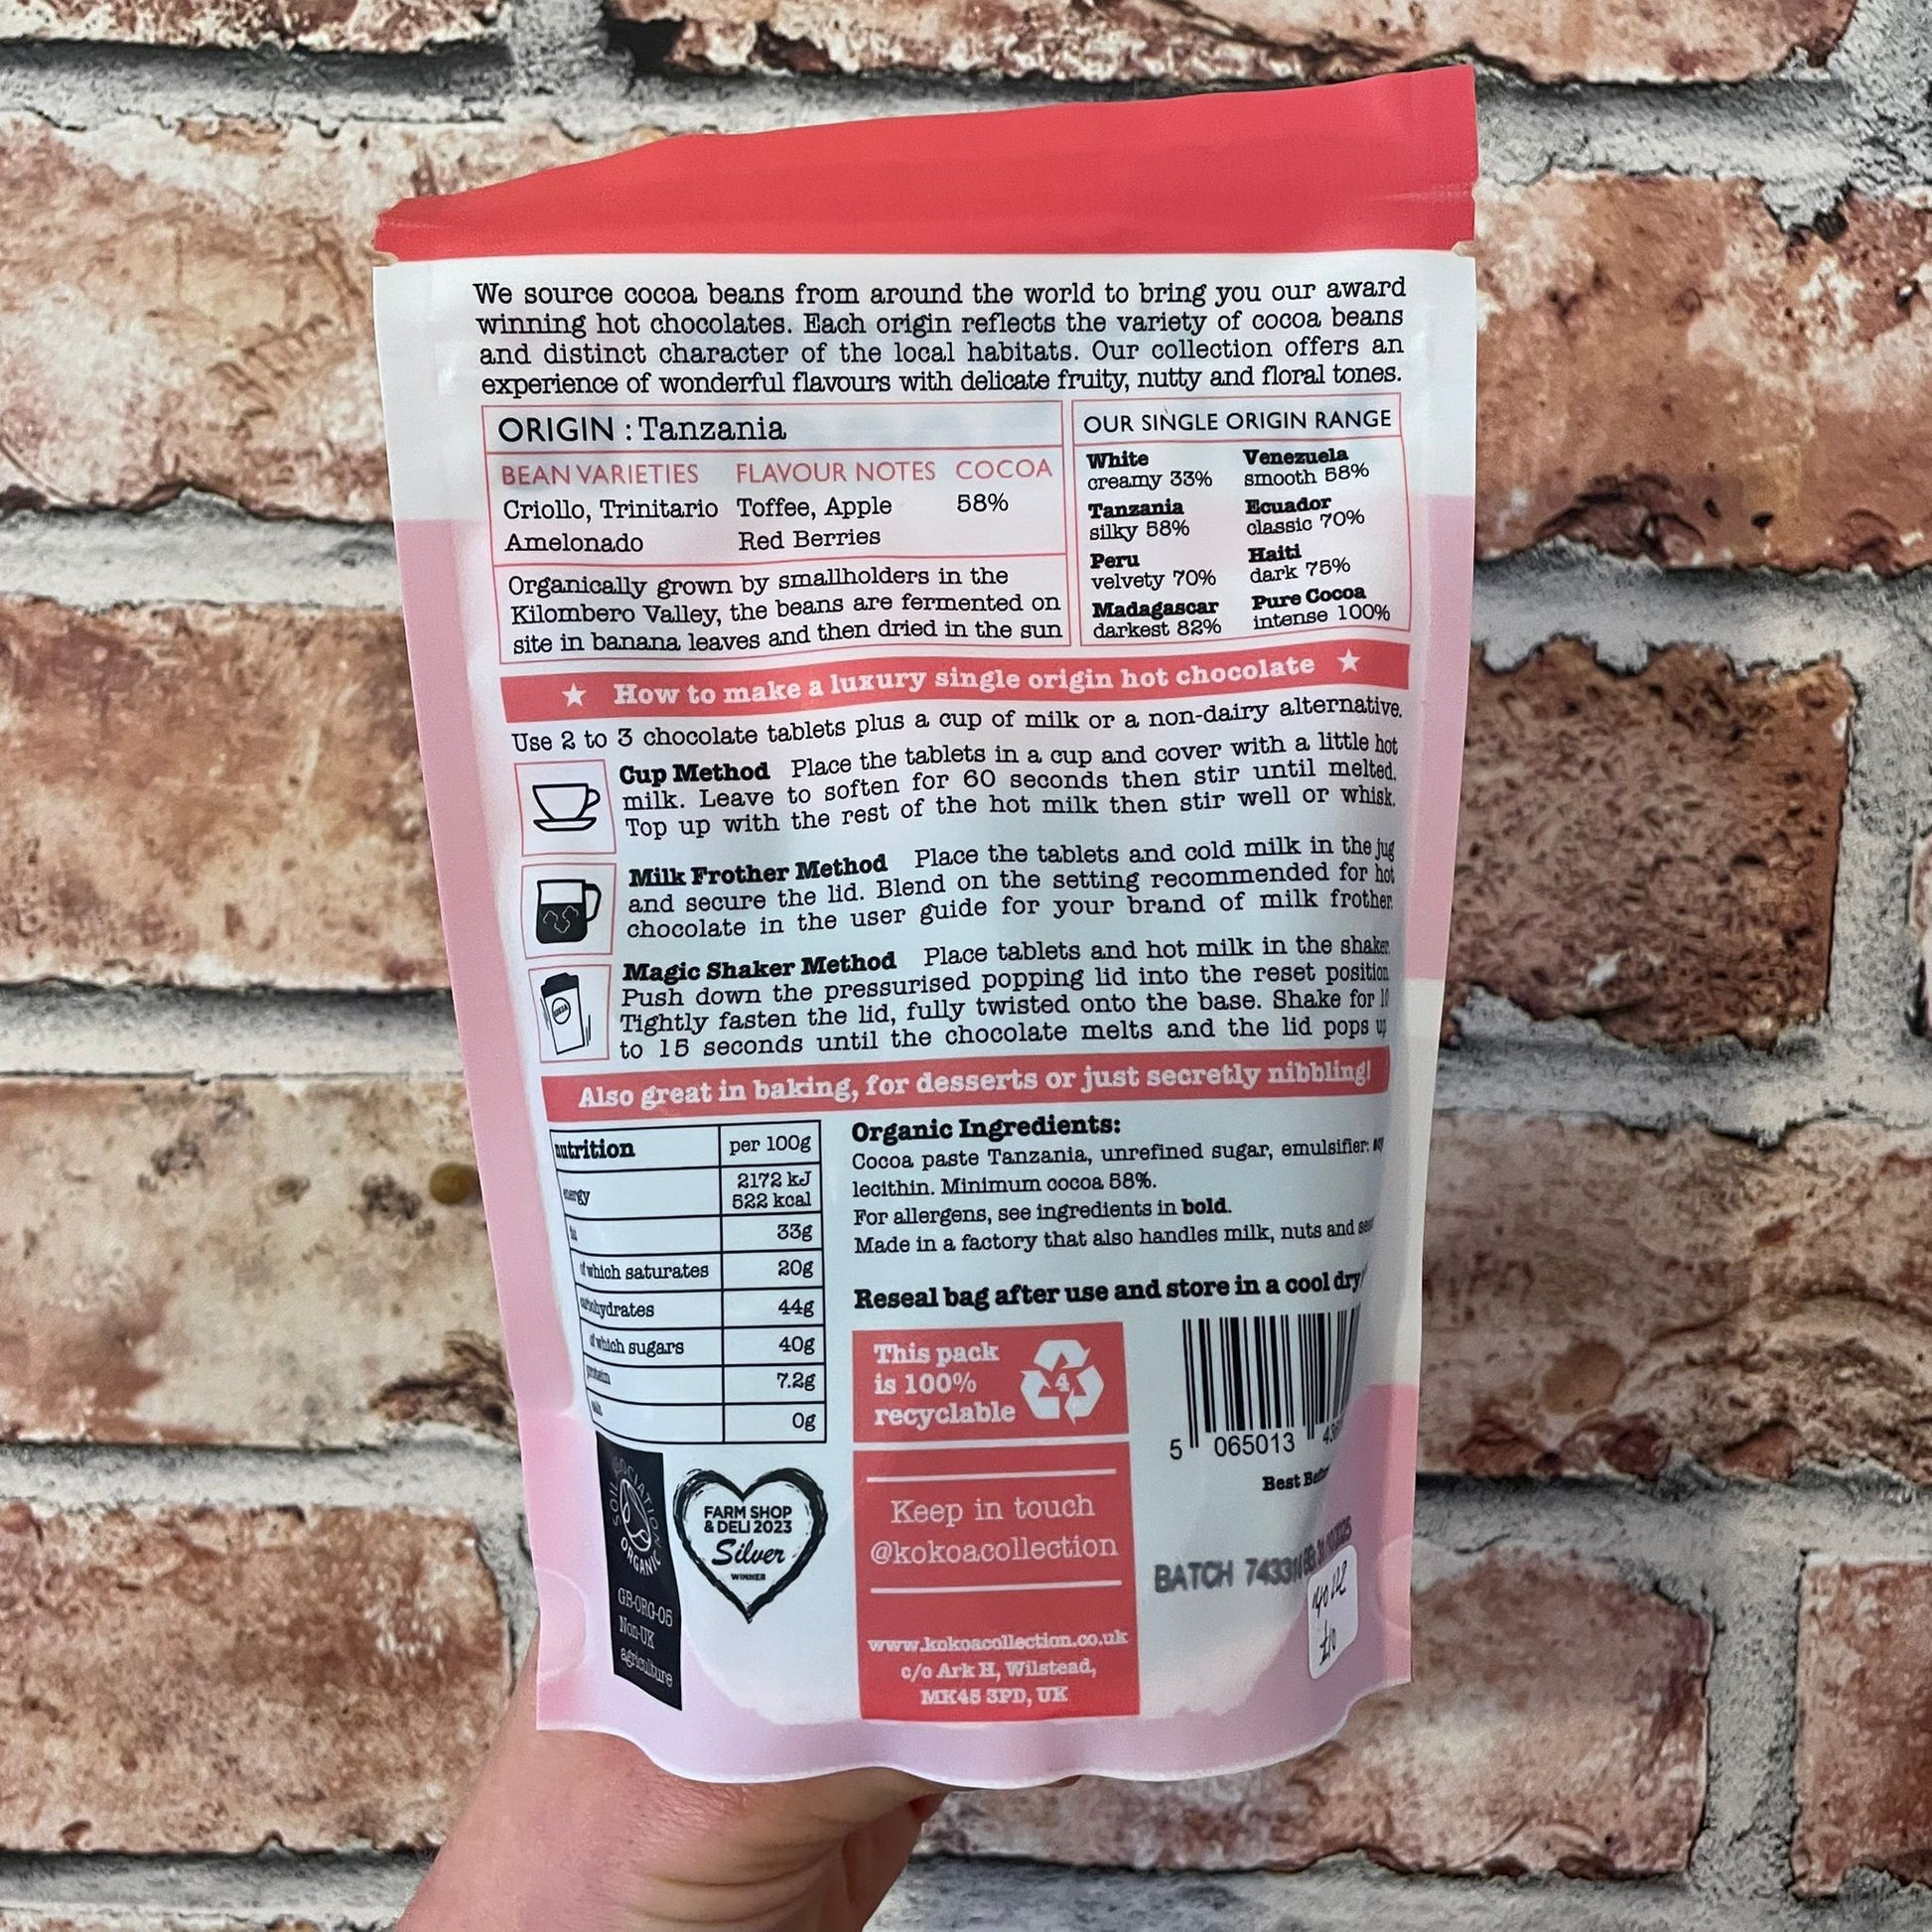 We source cocoa beans from around the world to bring you our award
winning hot chocolates. Each origin reflects the variety of cocoa beans
and distinct character of the local habitats. Our collection offers an
experience of wonderful flavours with delicate fruity, nutty and floral tones.
ORIGIN : Tanzania
BEAN VARIETIES FLAVOUR NOTES COCOA
Criollo, Trinitario Toffee, Apple 58%
Amelonado Red Berries
Organically grown by smallholders in the
Kilombero Valley, the beans are fermented on
site in banana leaves and then dried in the sun
OUR SINGLE ORIGIN RANGE
White Venezuela
creamy 33% smooth 58%
Tanzania Ecuador
silky 58% classic 70%
Peru Haiti
velvety 70% dark 75%
Madagascar Pure Cocoa
darkest 82% intense 100%
How to make a luxury single origin hot chocolate
Use 2 to 3 chocolate tablets plus a cup of milk or a non-dairy alternative.
Cup Method Place the tablets in a cup and cover with a little hot
milk. Leave to soften for 60 seconds then stir until melted.
Top up with the rest of the hot milk then stir well or whisk.
Milk Frother Method Place the tablets and cold milk in the jug
and secure the lid. Blend on the setting recommended for hot
chocolate in the user guide for your brand of milk frother.
Magic Shaker Method Place tablets and hot milk in the shaker.
Push down the pressurised popping lid into the reset position
Tightly fasten the lid, fully twisted onto the base. Shake for 10
to 15 seconds until the chocolate melts and the lid pops up
Also great in baking, for desserts or just secretly nibbling!
nutrition per 100g
energy 2172 kJ
522 kcal
33g
of which saturates 20g
carbohydrates 44g
of which sugars 40g
protein 7.2g
salt 0g
Organic Ingredients:
Cocoa paste Tanzania, unrefined sugar, emulsifier:
lecithin. Minimum cocoa 58%.
For allergens, see ingredients in bold.
Made in a factory that also handles milk, nuts and
Reseal bag after use and store in a cool dry
This pack
is 100%
recyclable
4
5 065013
Best
Keep in touch
@kokoacollection
BATCH
£10
www.kokoacollection.co.uk
c/o Ark H, Wilstead,
MK45 3PD, UK
SOIL ASSOCIATION
ORGANIC
GB-ORG-05
Non-UK
agriculture
FARM SHOP
& DELI 2023
Silver
WINNER